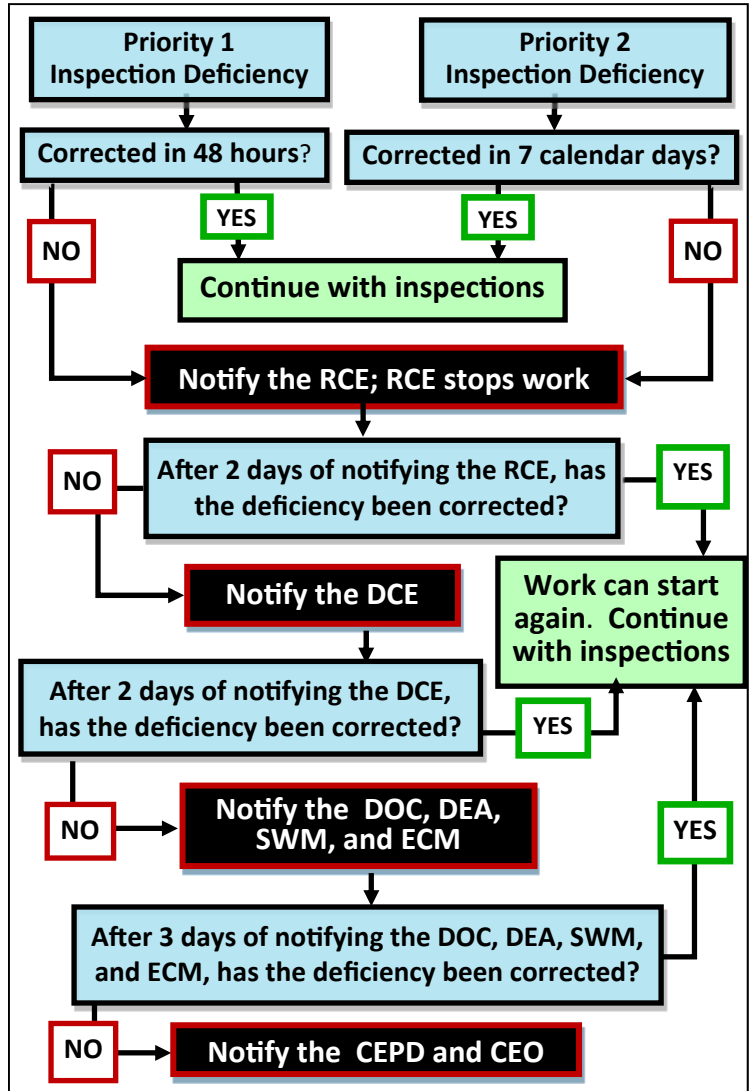 Priority 1
Inspection Deficiency
Priority 2
Inspection Deficiency
Corrected in 48 hours?
Corrected in 7 calendar days?
YES
YES
NO
NO
Continue with inspections
Notify the RCE; RCE stops work
NO
After 2 days of notifying the RCE, has
the deficiency been corrected?
YES
Notify the DCE
Work can start
again. Continue
with inspections
After 2 days of notifying the DCE,
has the deficiency been corrected?
YES
NO
Notify the DOC, DEA,
SWM, and ECM
YES
After 3 days of notifying the DOC, DEA, SWM,
and ECM, has the deficiency been corrected?
NO
Notify the CEPD and CEO